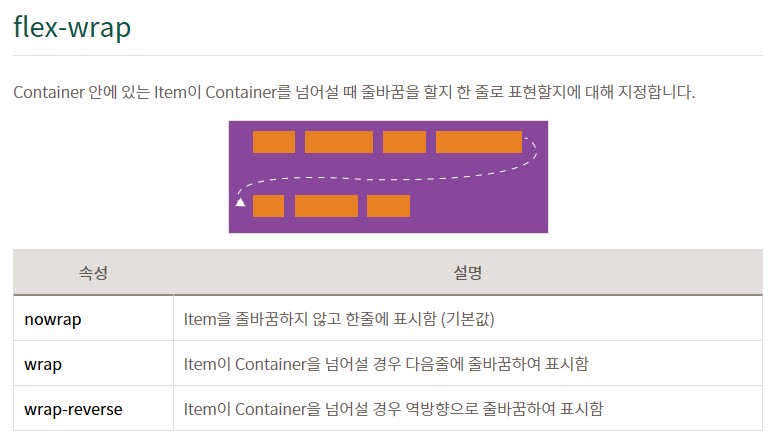 flex-wrap
Container 안에 있는 Item이 Container를 넘어설 때 줄바꿈을 할지 한 줄로 표현할지에 대해 지정합니다.
속성 설명
nowrap Item을 줄바꿈하지 않고 한줄에 표시함 (기본값)
wrap Item이 Container을 넘어설 경우 다음줄에 줄바꿈하여 표시함
wrap-reverse Item이 Container을 넘어설 경우 역방향으로 줄바꿈하여 표시함